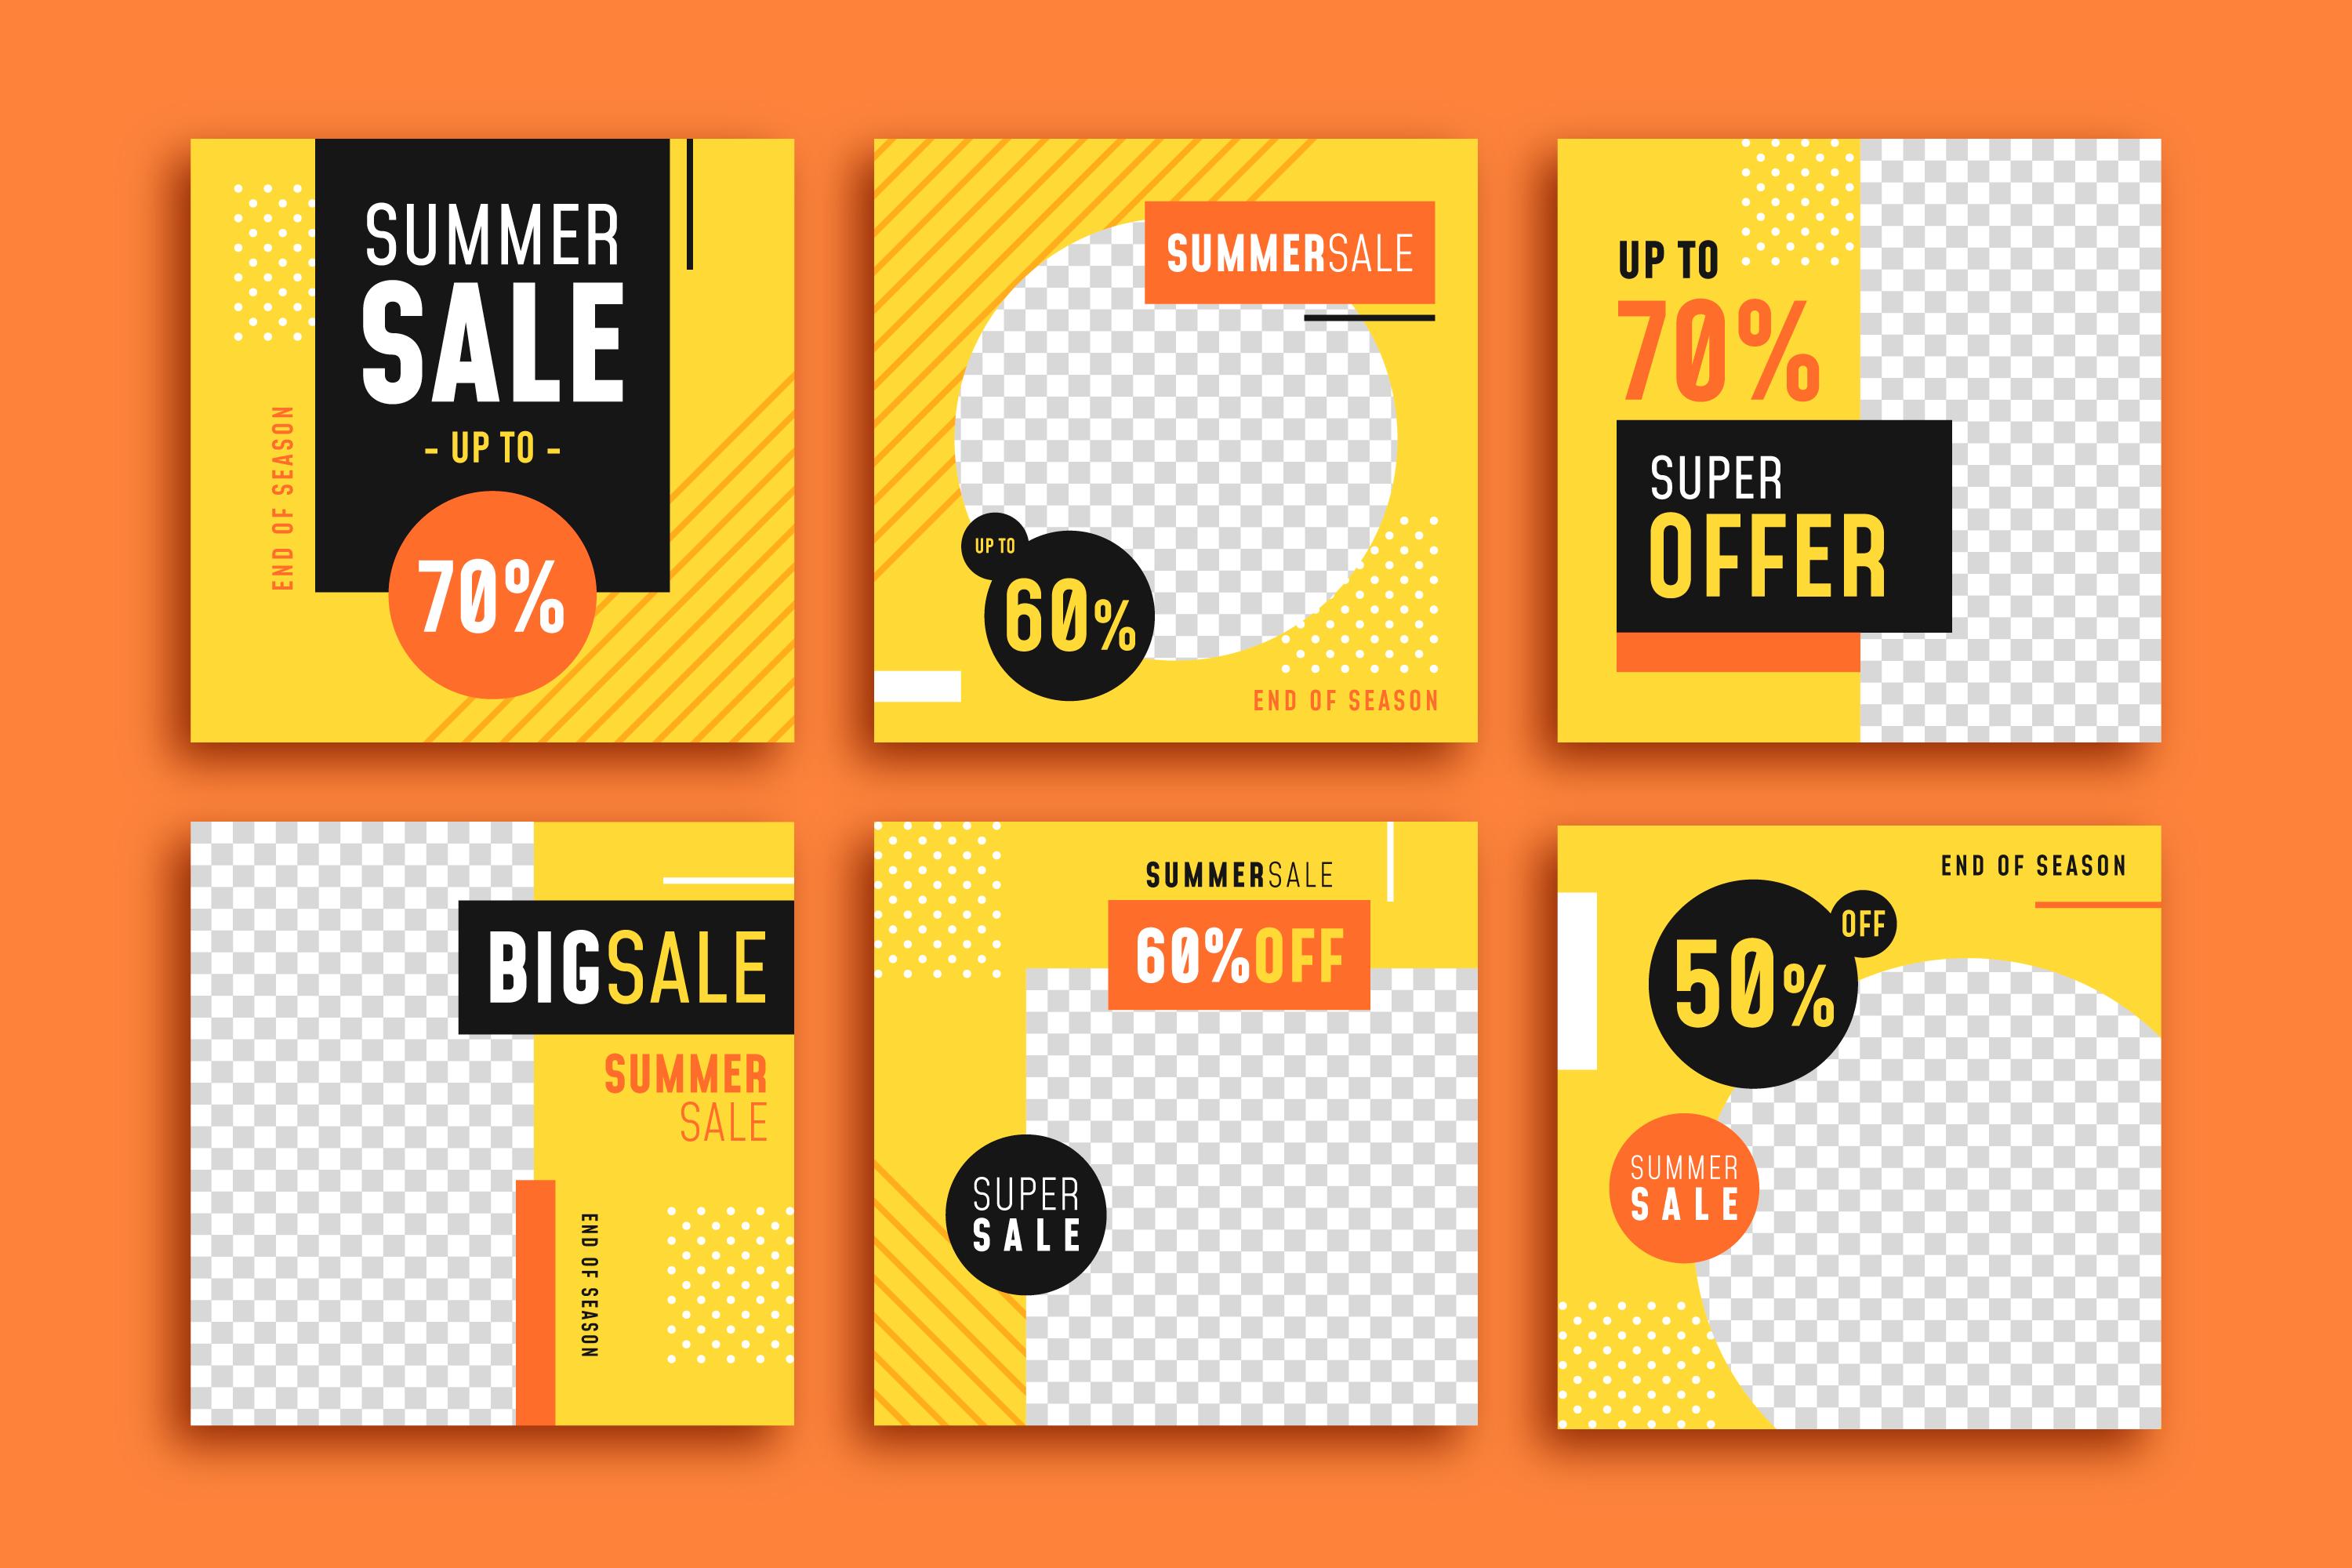 SUMMER
SALE
- UP TO -
70%
END OF SEASON
SUMMERSALE
UP TO
60%
END OF SEASON
UP TO
70%
SUPER
OFFER
BIGSALE
SUMMER
SALE
END OF SEASON
SUMMERSALE
60%OFF
SUPER
SALE
END OF SEASON
OFF
50%
SUMMER
SALE